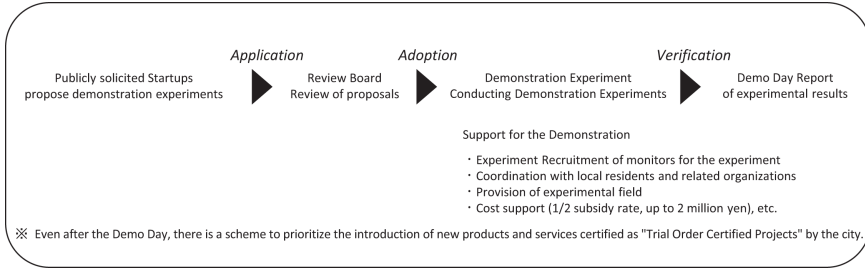 Application
Adoption
Verification
Publicly solicited Startups
propose demonstration experiments
Review Board
Review of proposals
Demonstration Experiment
Conducting Demonstration Experiments
Demo Day Report
of experimental results
Support for the Demonstration
・Experiment Recruitment of monitors for the experiment
・Coordination with local residents and related organizations
・Provision of experimental field
・Cost support (1/2 subsidy rate, up to 2 million yen), etc.
※ Even after the Demo Day, there is a scheme to prioritize the introduction of new products and services certified as "Trial Order Certified Projects" by the city.